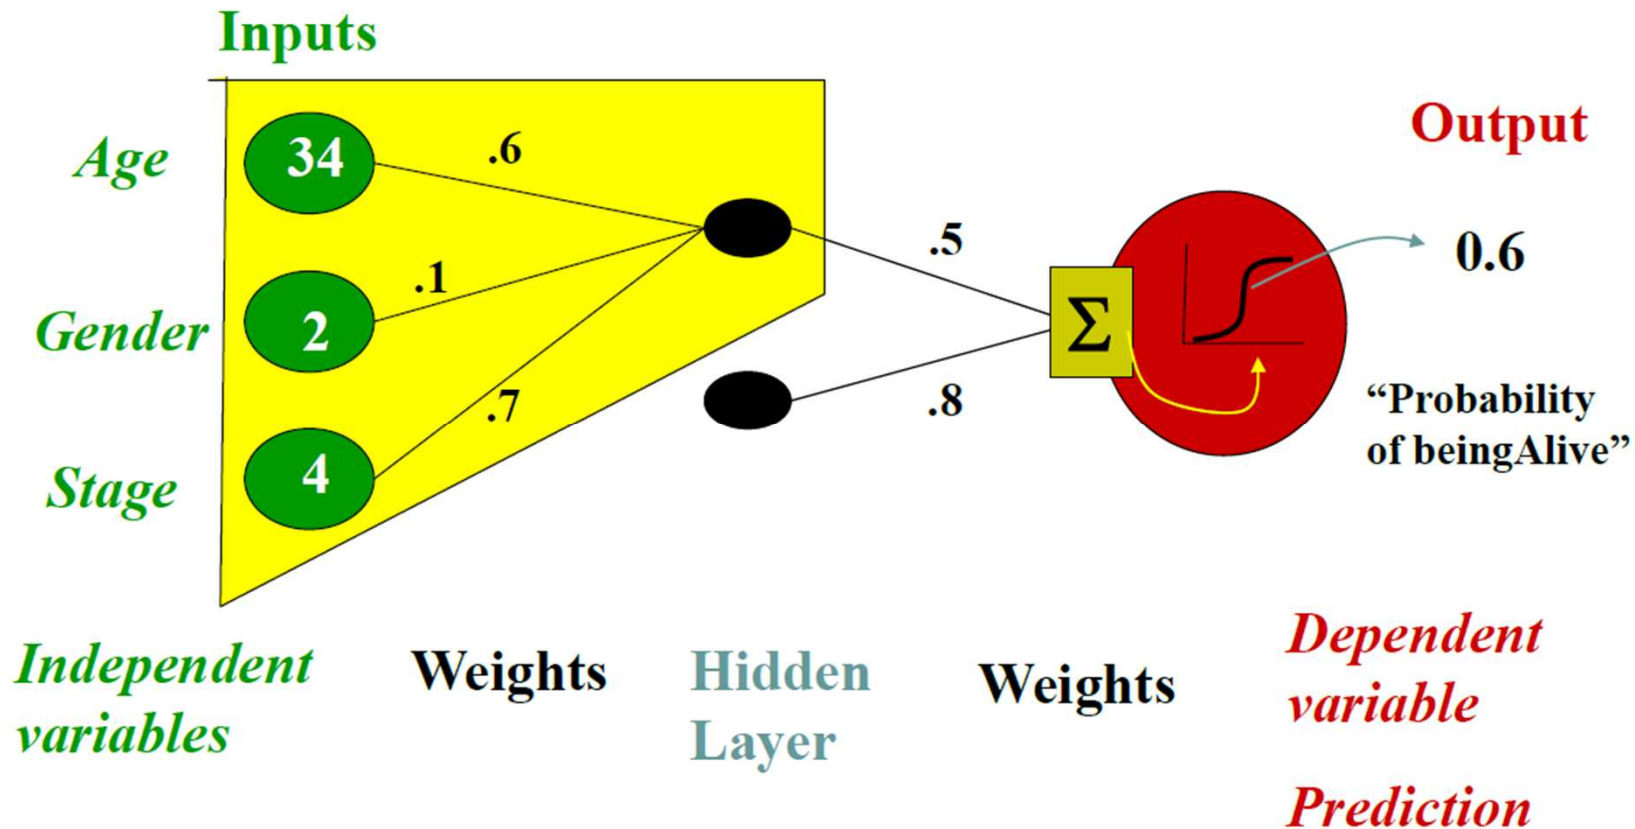 Inputs
Age
34
.6
Output
.5
0.6
Gender
2
.1
Σ
Stage
4
.7
.8
“Probability
of beingAlive”
Independent
variables
Weights
Hidden
Layer
Weights
Dependent
variable
Prediction